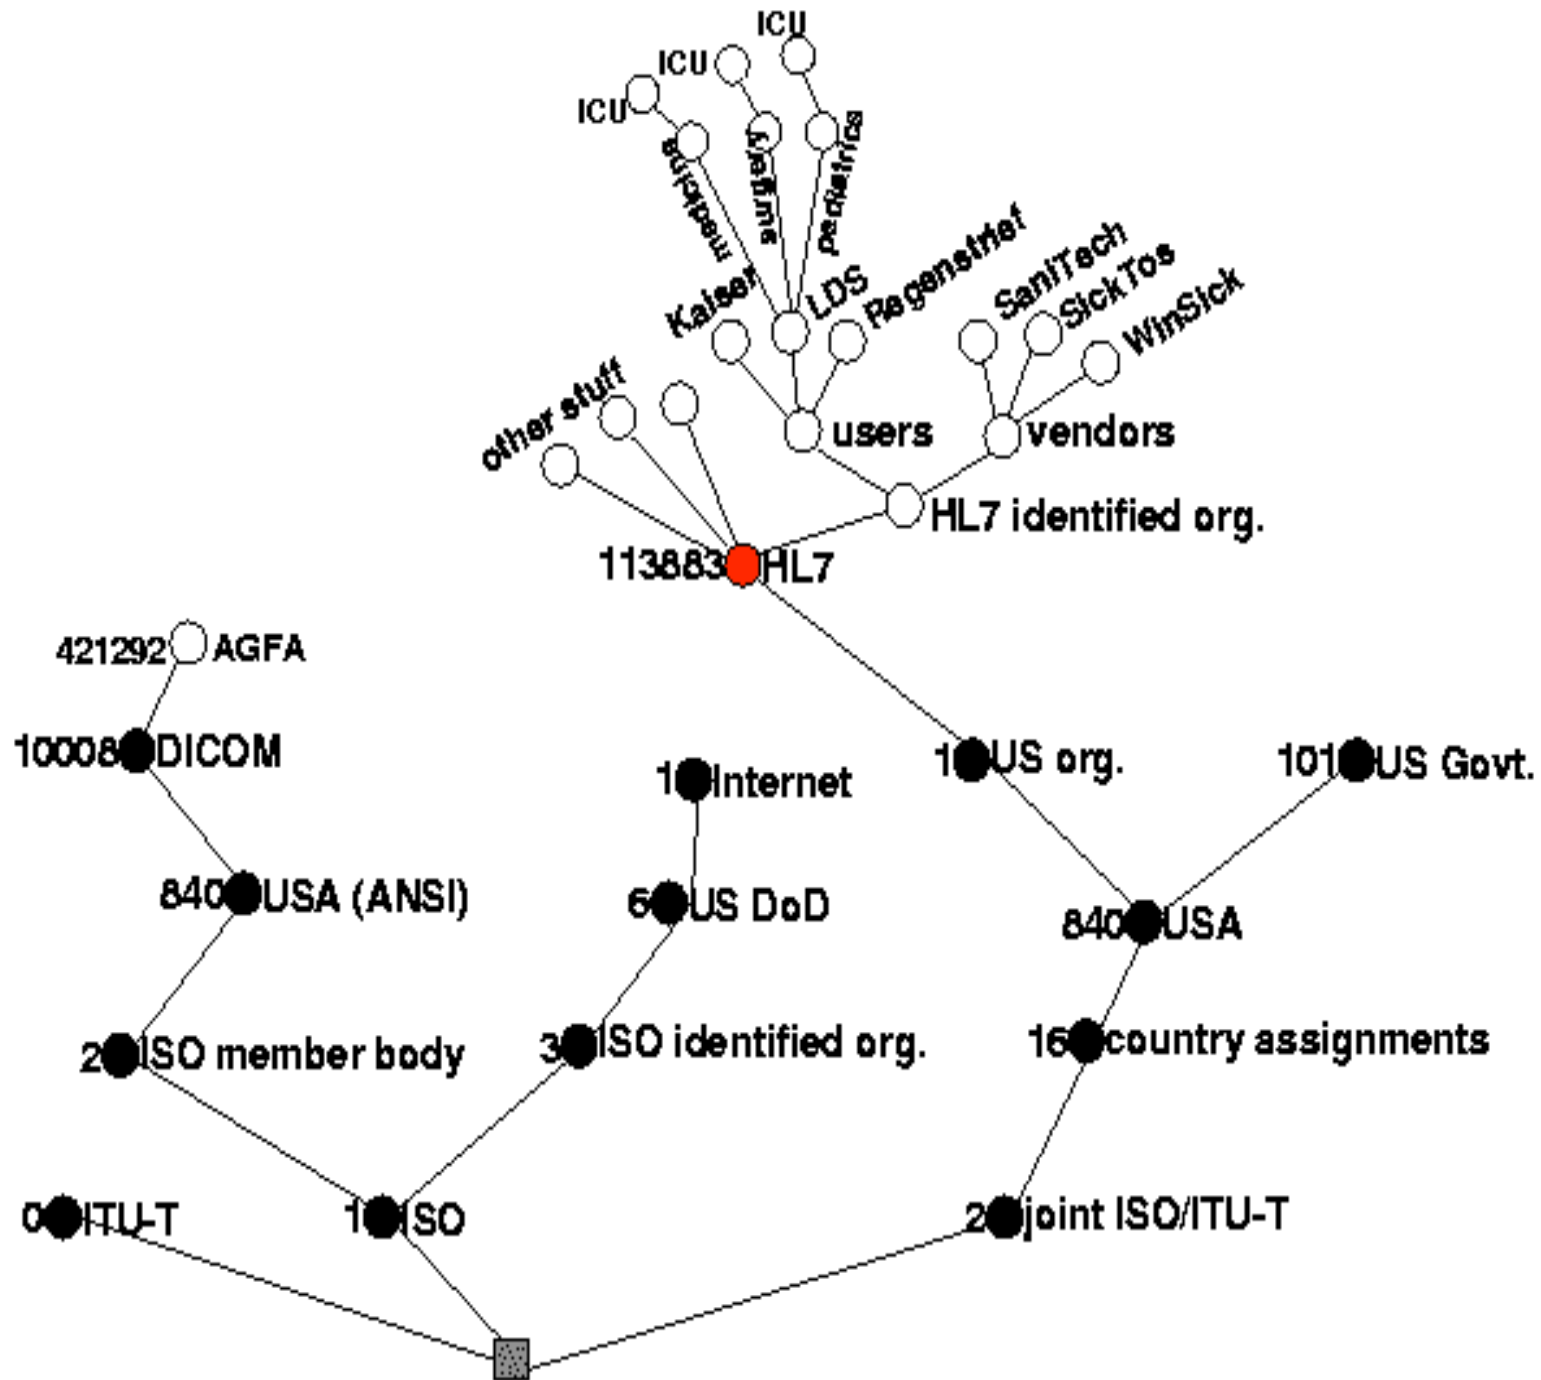 ICU
ICU
ICU
medicine
surgery
pediatrics
Kaiser
LDS
Regenstrief
SaniTech
SickTos
WinSick
other stuff
users
vendors
HL7 identified org.
113883 HL7
421292 AGFA
10008 DICOM
1 Internet
1 US org.
101 US Govt.
840 USA (ANSI)
6 US DoD
840 USA
2 ISO member body
3 ISO identified org.
16 country assignments
0 ITU-T
1 ISO
2 joint ISO/ITU-T